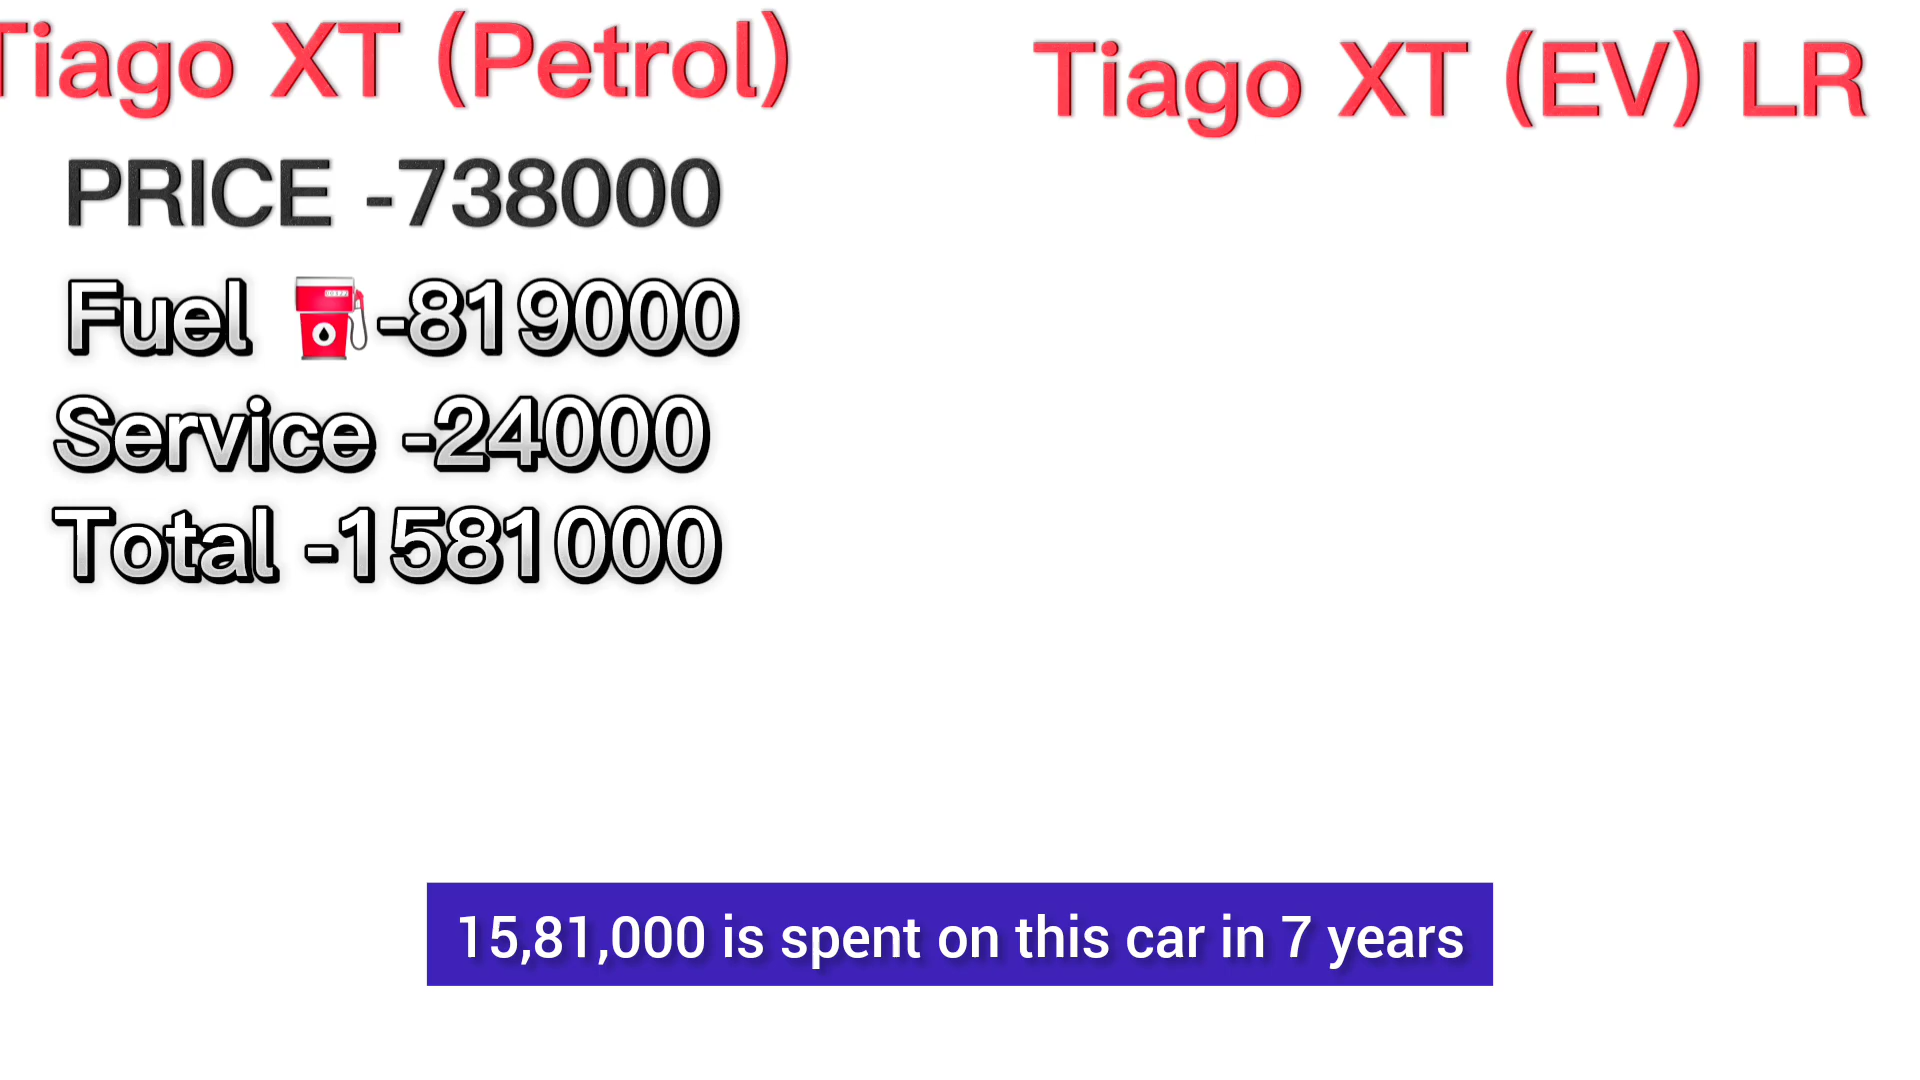 Tiago XT (Petrol)
Tiago XT (EV) LR
PRICE -738000
Fuel ⛽-819000
Service -24000
Total -1581000
15,81,000 is spent on this car in 7 years